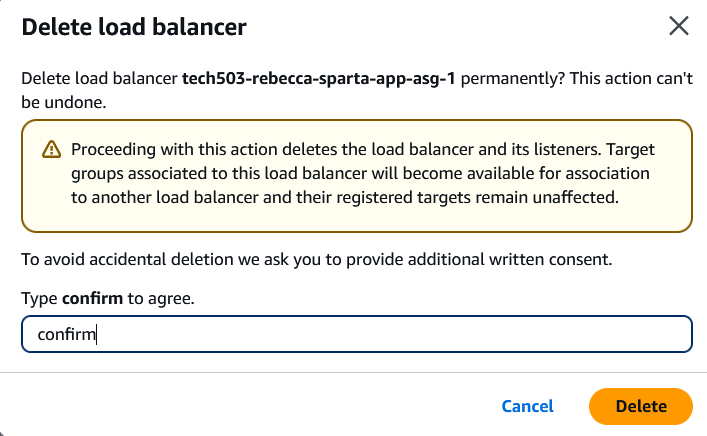 Delete load balancer
Delete load balancer tech503-rebecca-sparta-app-asg-1 permanently? This action can't
be undone.
Proceeding with this action deletes the load balancer and its listeners. Target
groups associated to this load balancer will become available for association
to another load balancer and their registered targets remain unaffected.
To avoid accidental deletion we ask you to provide additional written consent.
Type confirm to agree.
confirm
Cancel Delete